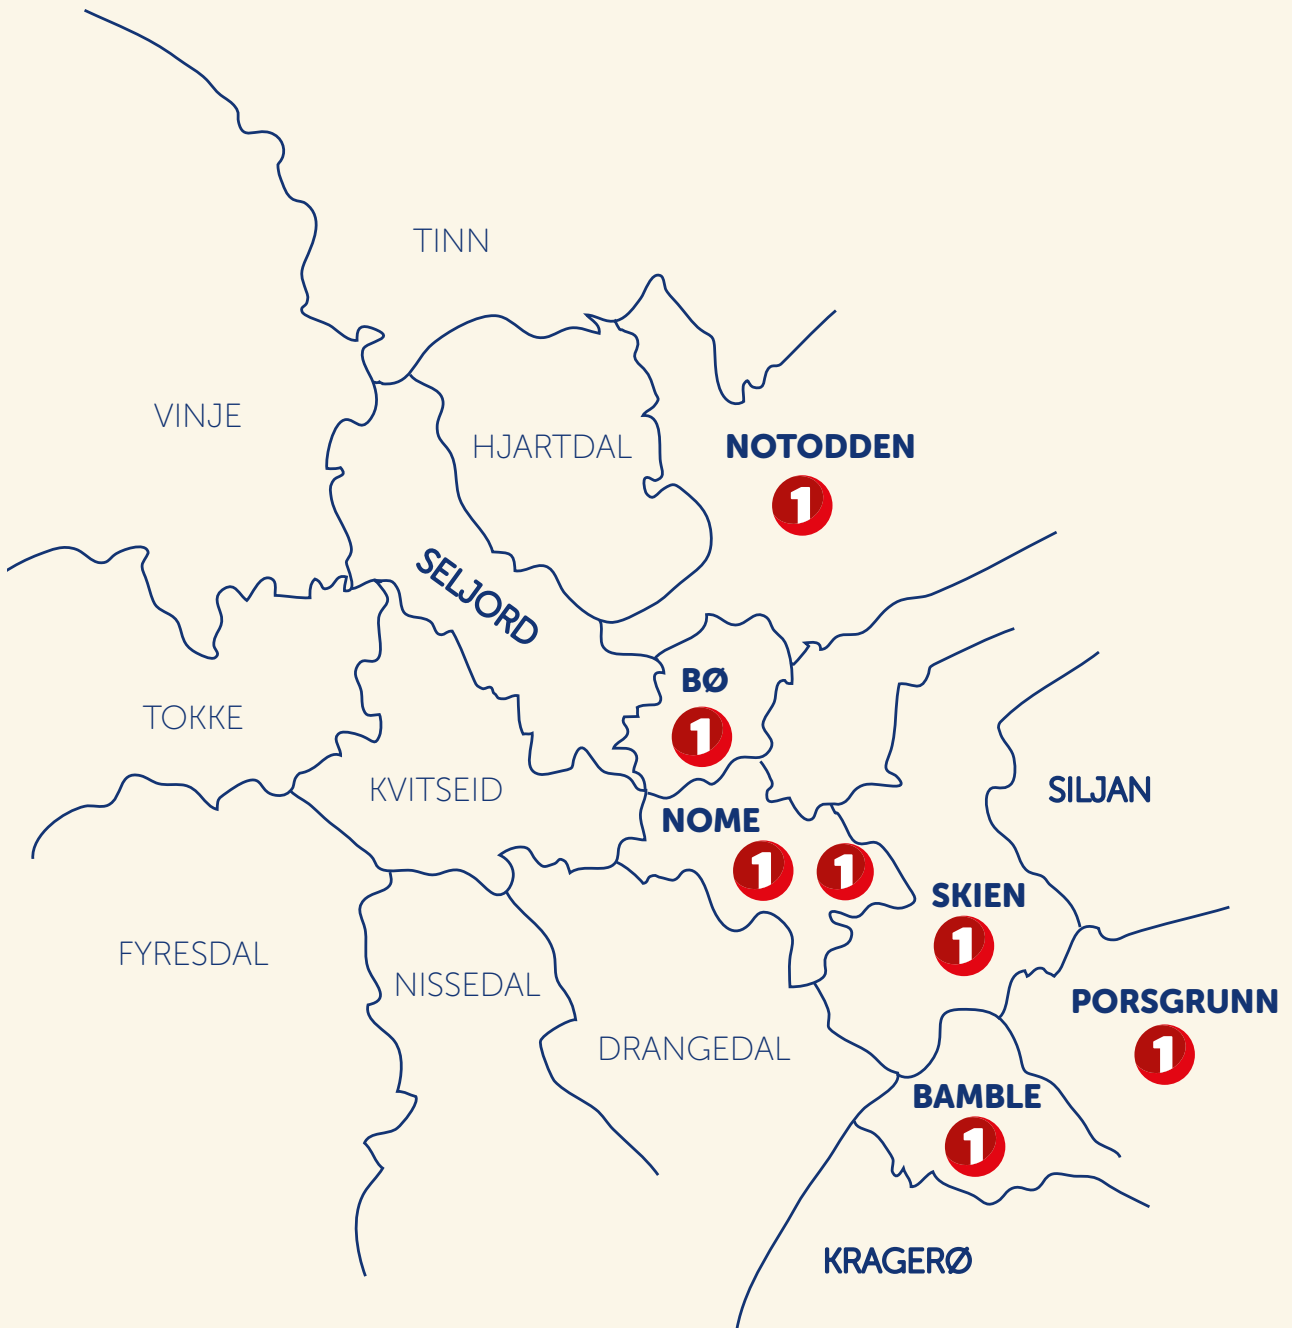 TINN
VINJE
HJARTDAL
NOTODDEN
1
SELJORD
BØ
1
TOKKE
KVITSEID
SILJAN
NOME
1
1
SKIEN
1
FYRESDAL
NISSEDAL
PORSGRUNN
1
DRANGEDAL
BAMBLE
1
KRAGERØ